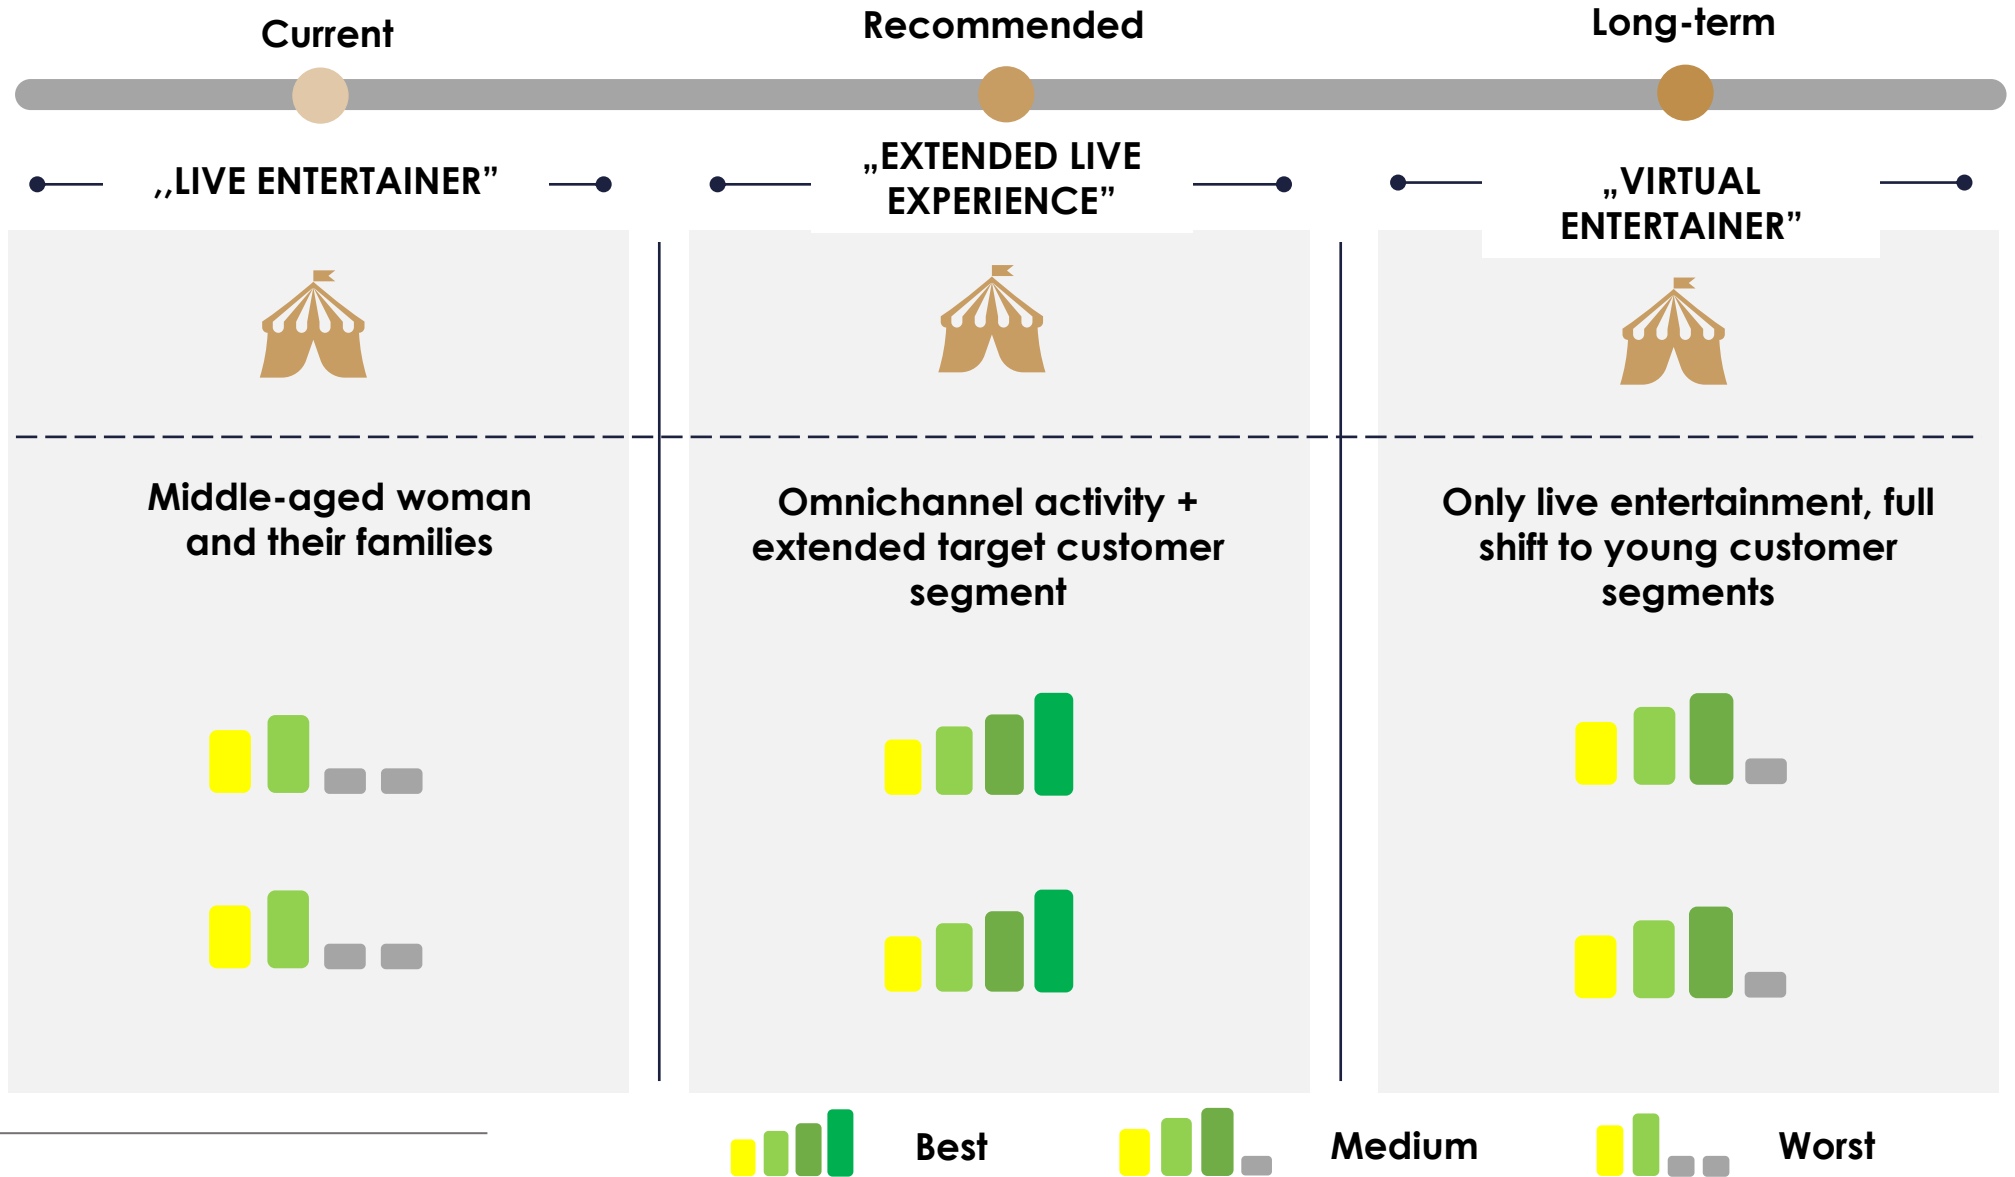 Current
Recommended
Long-term
,,LIVE ENTERTAINER”
„EXTENDED LIVE
EXPERIENCE”
„VIRTUAL
ENTERTAINER”
Middle-aged woman
and their families
Omnichannel activity +
extended target customer
segment
Only live entertainment, full
shift to young customer
segments
Best
Medium
Worst